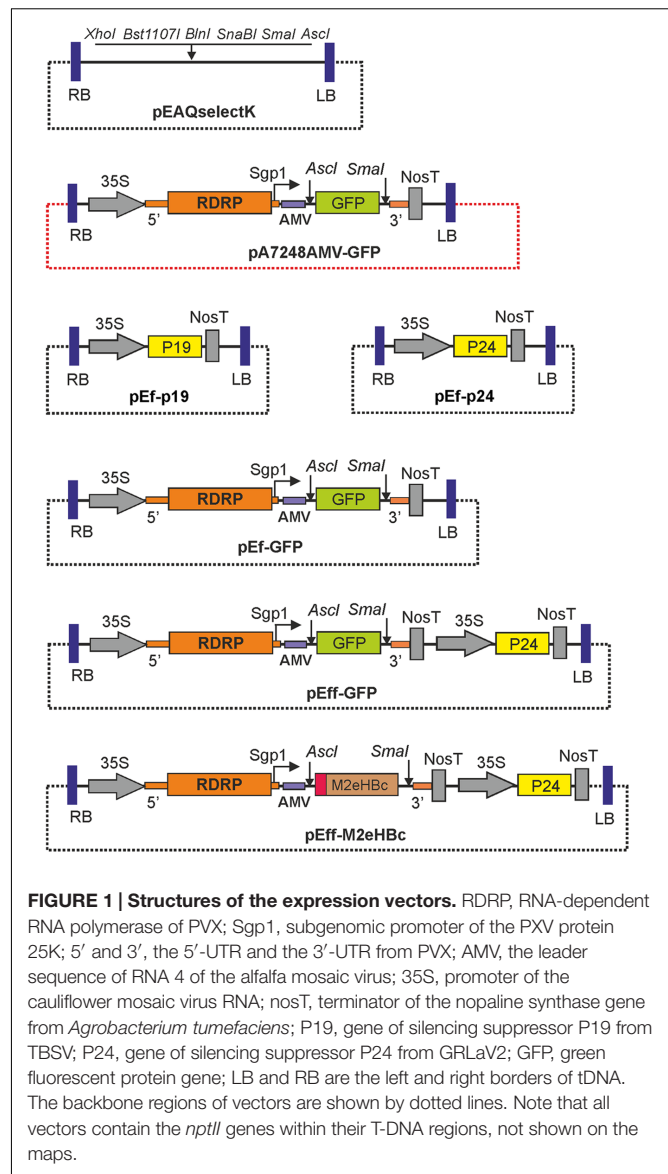 XhoI Bst1107I BlnI SnaBI SmaI AscI
RB LB
pEAQselectK
Sgp1 AscI SmaI
35S RDRP AMV GFP NosT
RB 5’ 3’ LB
pA7248AMV-GFP
35S P19 NosT
RB LB
pEf-p19
35S P24 NosT
RB LB
pEf-p24
Sgp1 AscI SmaI
35S RDRP AMV GFP NosT
RB 5’ 3’ LB
pEf-GFP
Sgp1 AscI SmaI NosT NosT
35S RDRP AMV GFP 35S P24
RB 5’ 3’ LB
pEff-GFP
Sgp1 AscI SmaI NosT NosT
35S RDRP AMV M2eHBc 35S P24
RB 5’ 3’ LB
pEff-M2eHBc
FIGURE 1 | Structures of the expression vectors. RDRP, RNA-dependent
RNA polymerase of PVX; Sgp1, subgenomic promoter of the PXV protein
25K; 5′ and 3′, the 5′-UTR and the 3′-UTR from PVX; AMV, the leader
sequence of RNA 4 of the alfalfa mosaic virus; 35S, promoter of the
cauliflower mosaic virus RNA; nosT, terminator of the nopaline synthase gene
from Agrobacterium tumefaciens; P19, gene of silencing suppressor P19 from
TBSV; P24, gene of silencing suppressor P24 from GRLaV2; GFP, green
fluorescent protein gene; LB and RB are the left and right borders of tDNA.
The backbone regions of vectors are shown by dotted lines. Note that all
vectors contain the nptII genes within their T-DNA regions, not shown on the
maps.